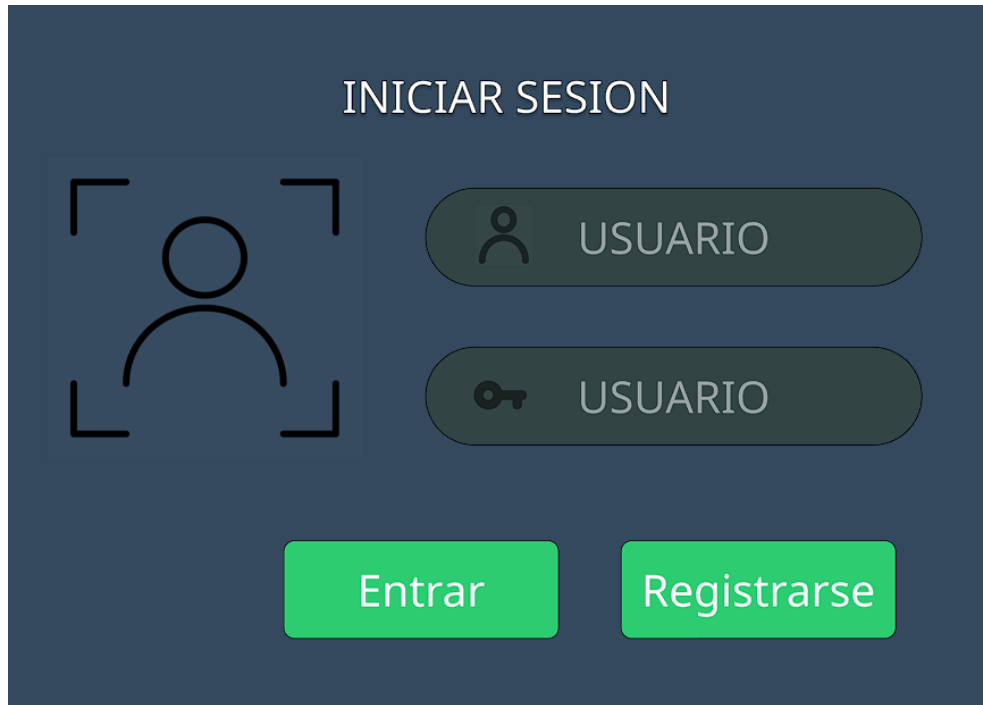 INICIAR SESION
USUARIO
USUARIO
Entrar
Registrarse